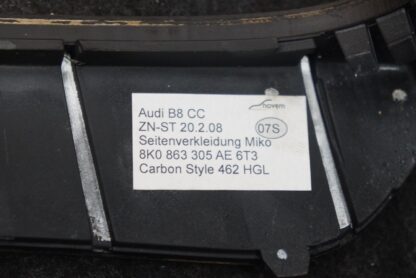 Audi B8 CC
novem
ZN-ST 20.2.08
07S
Seitenverkleidung Miko
8K0 863 305 AE 6T3
Carbon Style 462 HGL